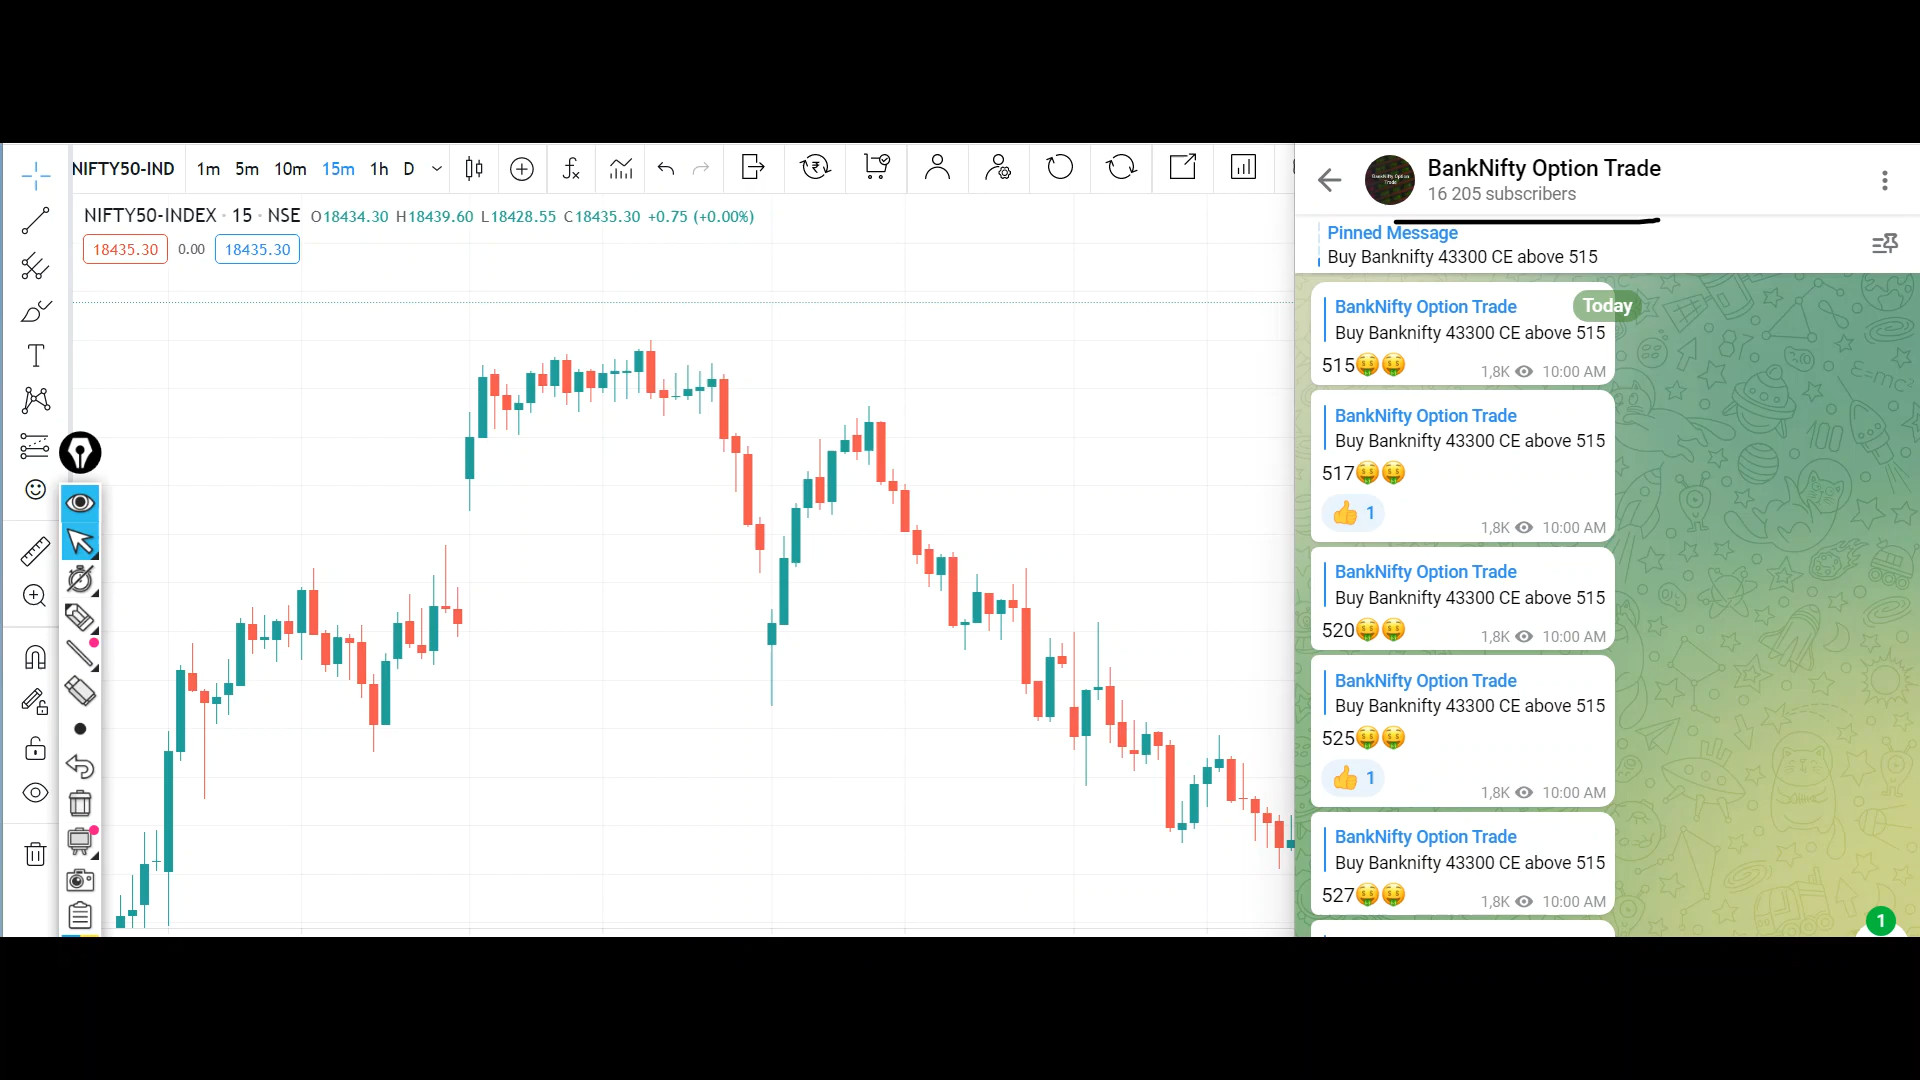 NIFTY50-IND 1m 5m 10m 15m 1h D
NIFTY50-INDEX · 15 · NSE O18434.30 H18439.60 L18428.55 C18435.30 +0.75 (+0.00%)
18435.30 0.00 18435.30
BankNifty Option Trade
BankNifty Option Trade
16 205 subscribers
Pinned Message
Buy Banknifty 43300 CE above 515
Today
BankNifty Option Trade
Buy Banknifty 43300 CE above 515
515🤑🤑
1,8K 10:00 AM
BankNifty Option Trade
Buy Banknifty 43300 CE above 515
517🤑🤑
👍 1
1,8K 10:00 AM
BankNifty Option Trade
Buy Banknifty 43300 CE above 515
520🤑🤑
1,8K 10:00 AM
BankNifty Option Trade
Buy Banknifty 43300 CE above 515
525🤑🤑
👍 1
1,8K 10:00 AM
BankNifty Option Trade
Buy Banknifty 43300 CE above 515
527🤑🤑
1,8K 10:00 AM
1